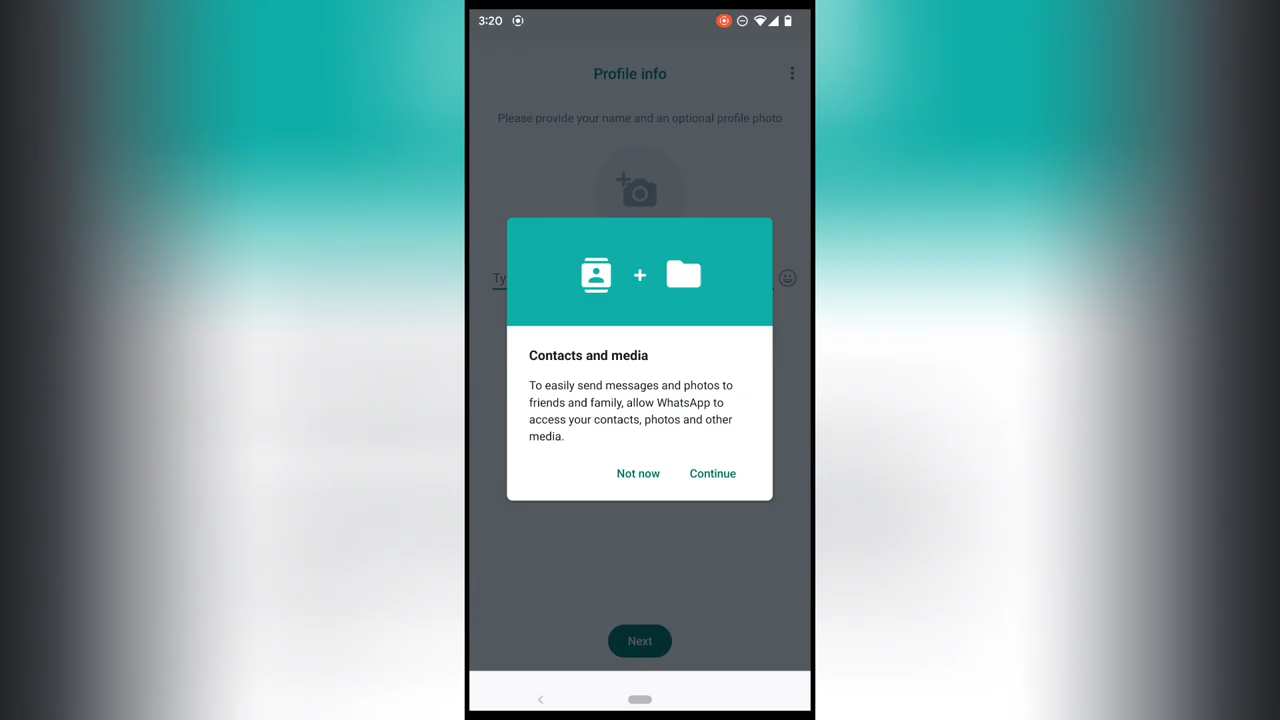 3:20
Profile info
Please provide your name and an optional profile photo
Ty
Contacts and media
To easily send messages and photos to
friends and family, allow WhatsApp to
access your contacts, photos and other
media.
Not now Continue
Next